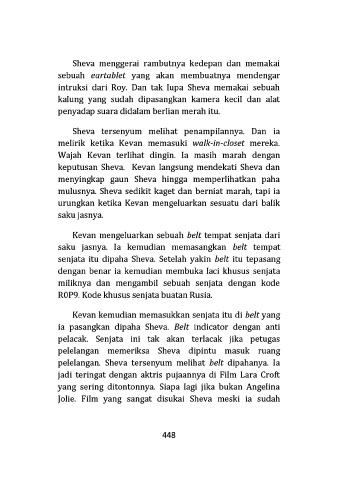 Sheva menggerai rambutnya kedepan dan memakai
sebuah eartablet yang akan membuatnya mendengar
intruksi dari Roy. Dan tak lupa Sheva memakai sebuah
kalung yang sudah dipasangkan kamera kecil dan alat
penyadap suara didalam berlian merah itu.
Sheva tersenyum melihat penampilannya. Dan ia
melirik ketika Kevan memasuki walk-in-closet mereka.
Wajah Kevan terlihat dingin. Ia masih marah dengan
keputusan Sheva. Kevan langsung mendekati Sheva dan
menyingkap gaun Sheva hingga memperlihatkan paha
mulusnya. Sheva sedikit kaget dan berniat marah, tapi ia
urungkan ketika Kevan mengeluarkan sesuatu dari balik
saku jasnya.
Kevan mengeluarkan sebuah belt tempat senjata dari
saku jasnya. Ia kemudian memasangkan belt tempat
senjata itu dipaha Sheva. Setelah yakin belt itu tepasang
dengan benar ia kemudian membuka laci khusus senjata
miliknya dan mengambil sebuah senjata dengan kode
R0P9. Kode khusus senjata buatan Rusia.
Kevan kemudian memasukkan senjata itu di belt yang
ia pasangkan dipaha Sheva. Belt indicator dengan anti
pelacak. Senjata ini tak akan terlacak jika petugas
pelelangan memeriksa Sheva dipintu masuk ruang
pelelangan. Sheva tersenyum melihat belt dipahanya. Ia
jadi teringat dengan aktris pujaannya di Film Lara Croft
yang sering ditontonnya. Siapa lagi jika bukan Angelina
Jolie. Film yang sangat disukai Sheva meski ia sudah
448